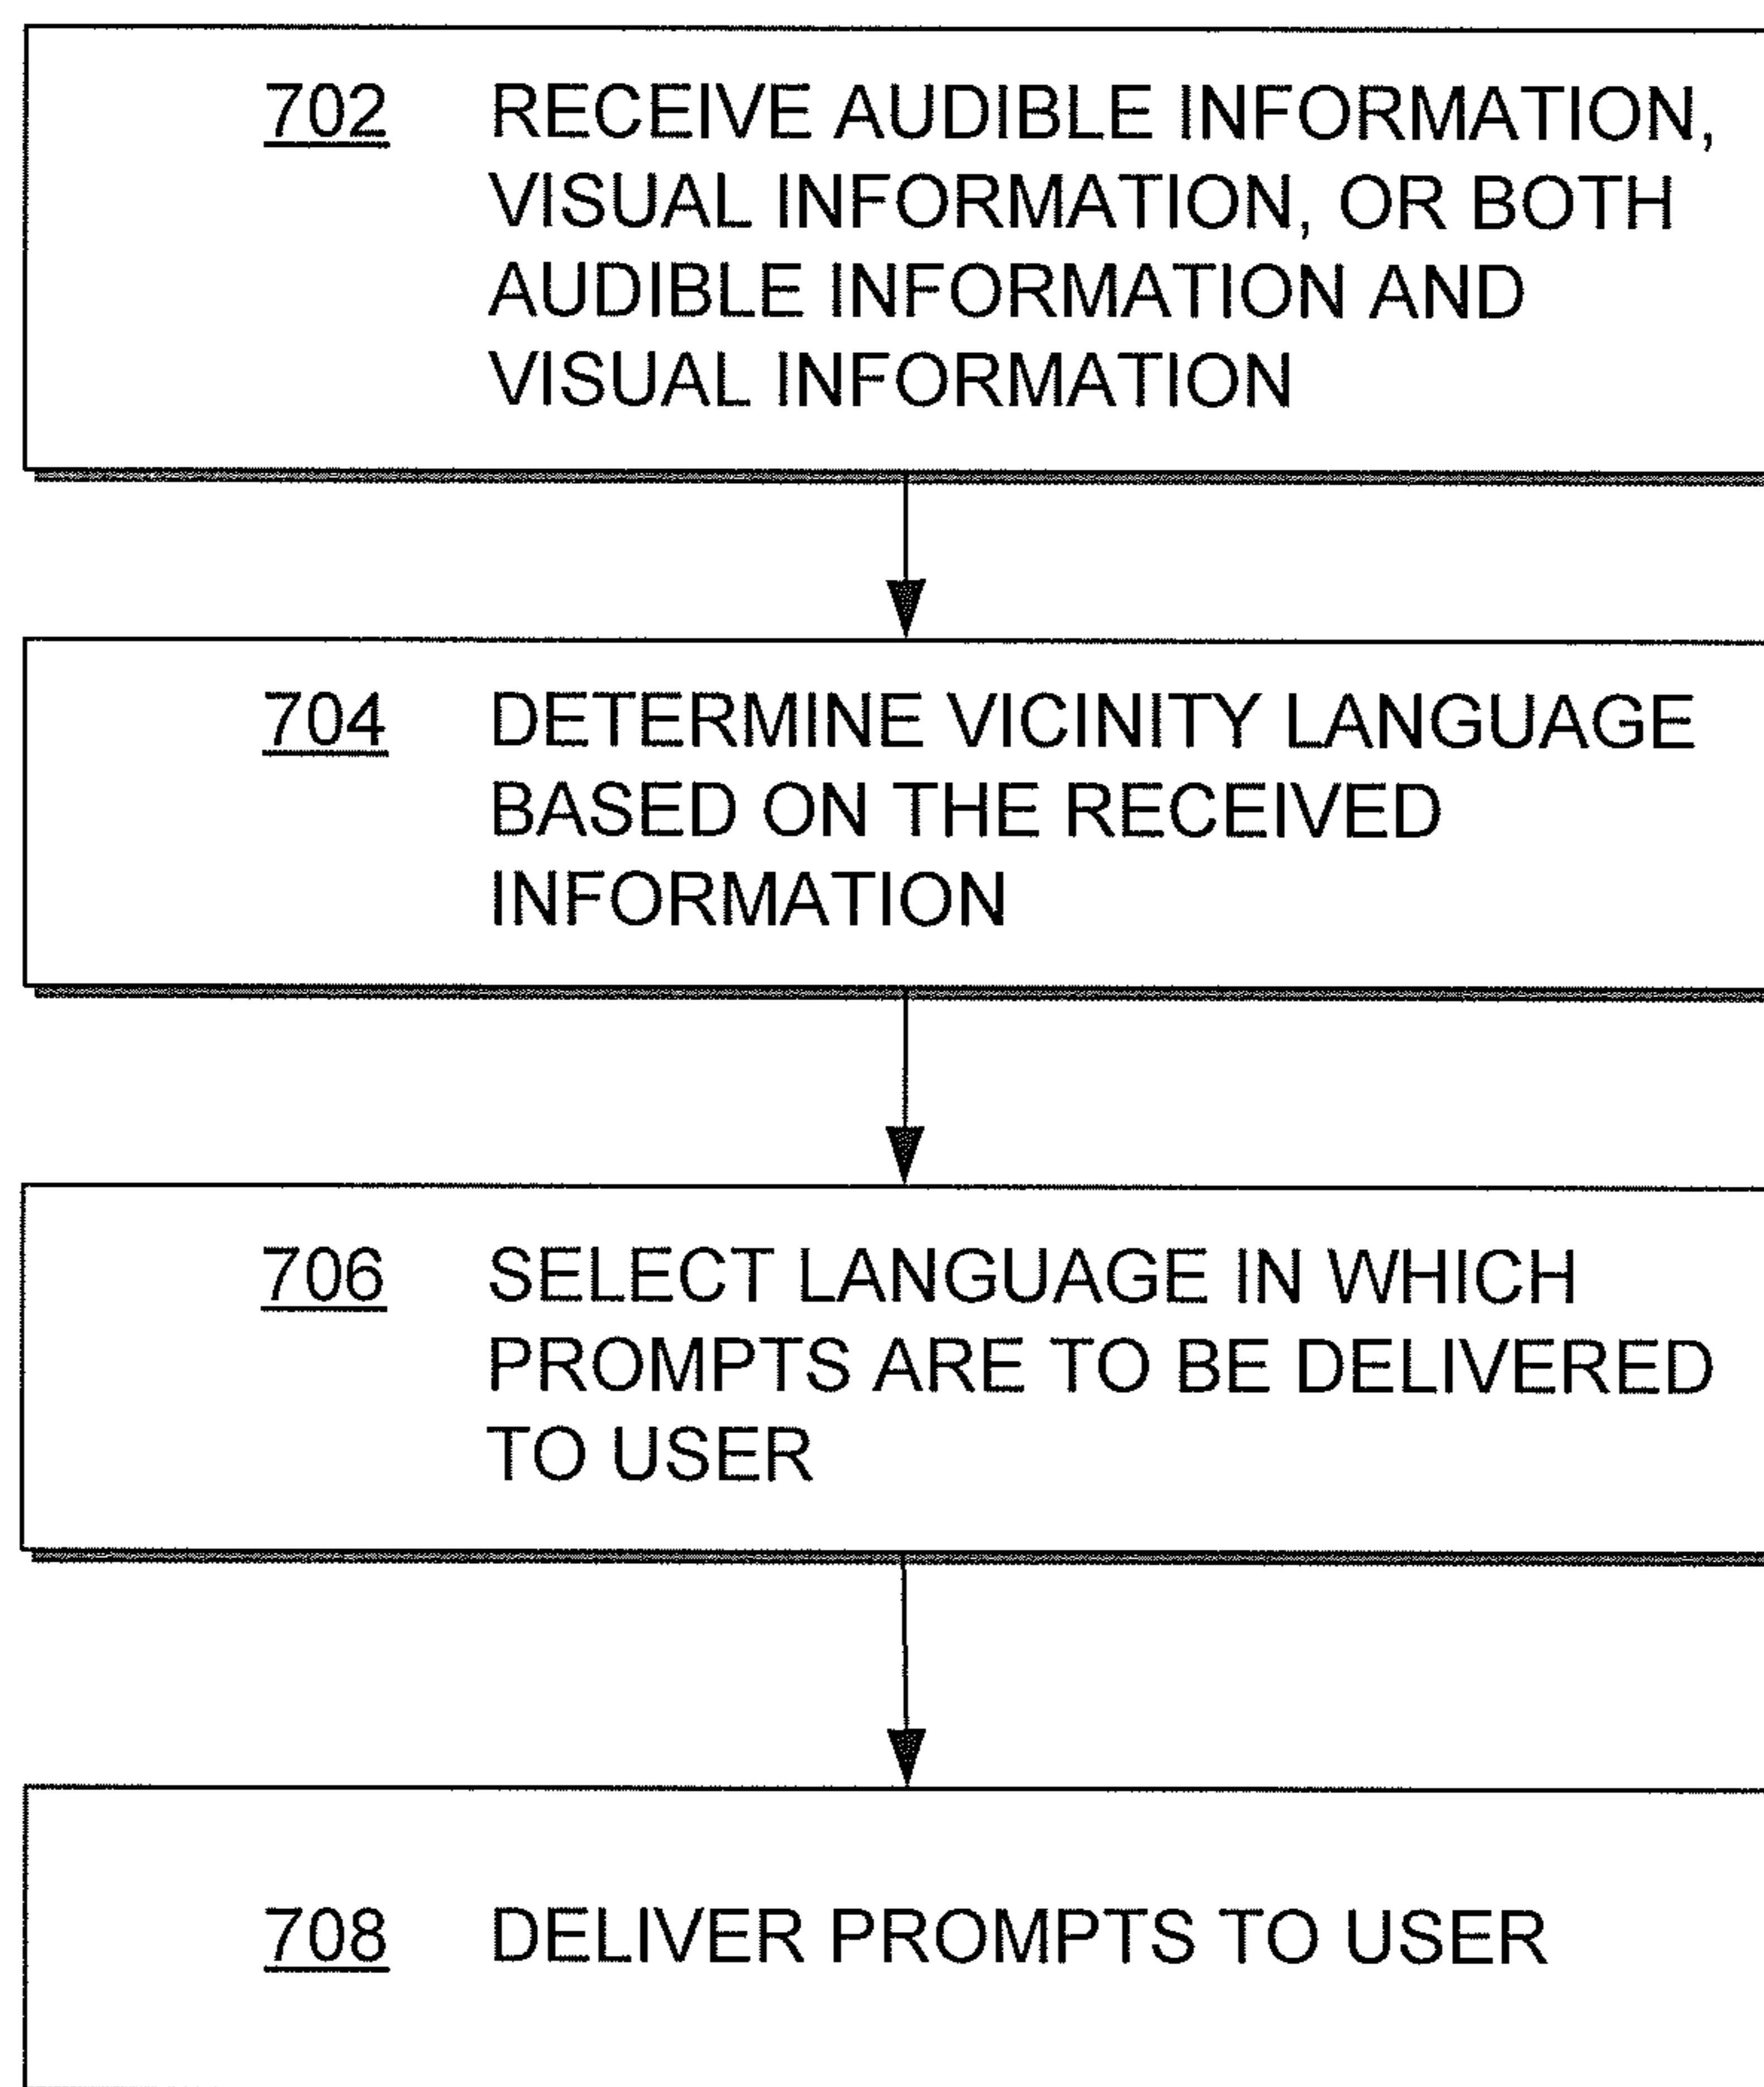 702 RECEIVE AUDIBLE INFORMATION,
VISUAL INFORMATION, OR BOTH
AUDIBLE INFORMATION AND
VISUAL INFORMATION
704 DETERMINE VICINITY LANGUAGE
BASED ON THE RECEIVED
INFORMATION
706 SELECT LANGUAGE IN WHICH
PROMPTS ARE TO BE DELIVERED
TO USER
708 DELIVER PROMPTS TO USER